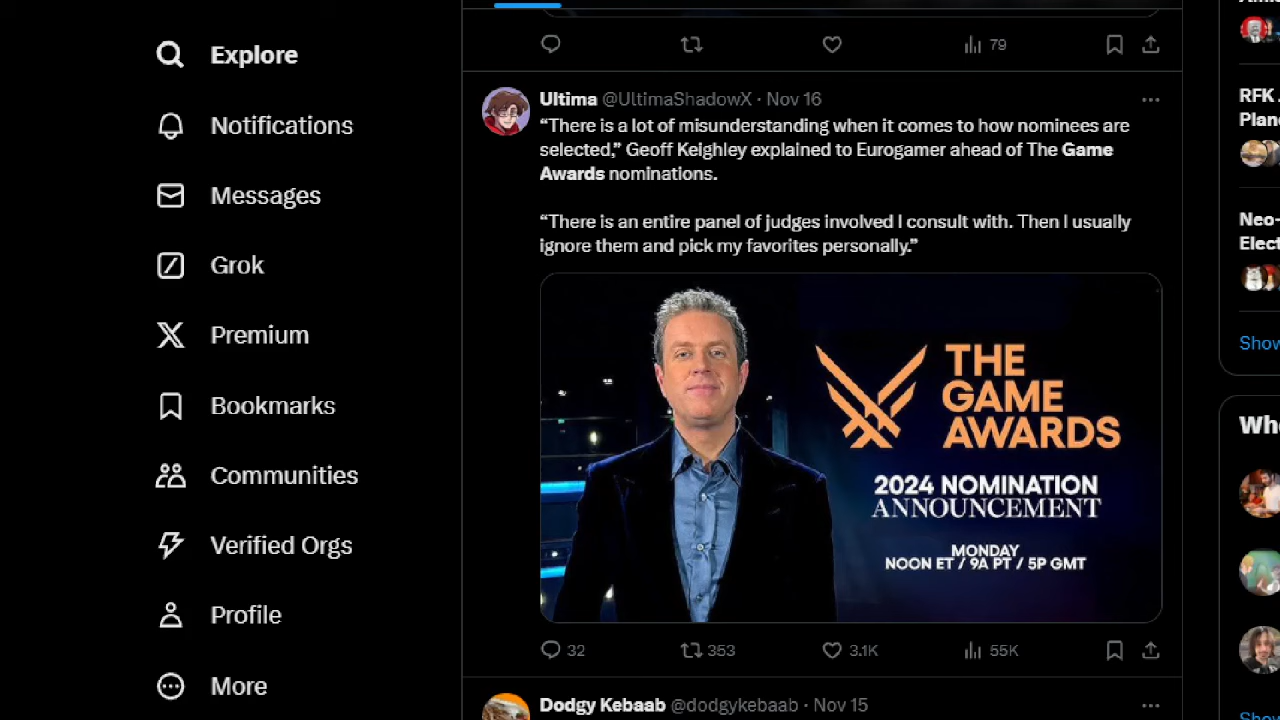 79
Explore
Notifications
Messages
Grok
Premium
Bookmarks
Communities
Verified Orgs
Profile
More
Ultima @UltimaShadowX · Nov 16
“There is a lot of misunderstanding when it comes to how nominees are
selected,” Geoff Keighley explained to Eurogamer ahead of The Game
Awards nominations.
“There is an entire panel of judges involved I consult with. Then I usually
ignore them and pick my favorites personally.”
THE
GAME
AWARDS
2024 NOMINATION
ANNOUNCEMENT
MONDAY
NOON ET / 9A PT / 5P GMT
32 353 3.1K 55K
Dodgy Kebaab @dodgykebaab · Nov 15
RFK
Plane
Neo-
Elect
Show
Who